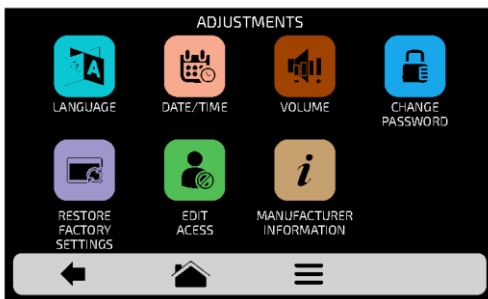 ADJUSTMENTS
LANGUAGE
DATE/TIME
VOLUME
CHANGE
PASSWORD
RESTORE
FACTORY
SETTINGS
EDIT
ACESS
MANUFACTURER
INFORMATION